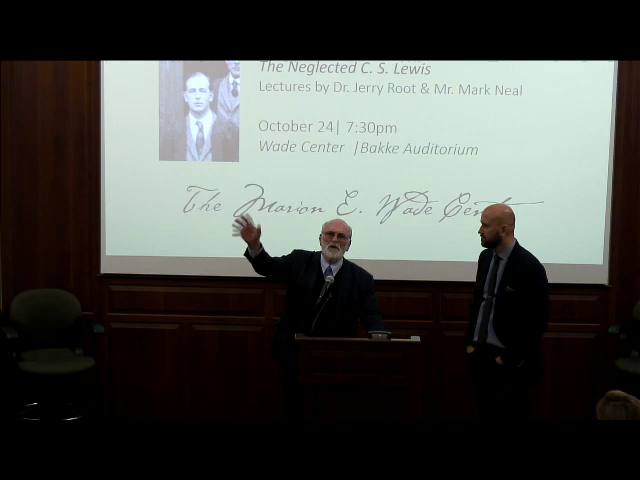 The Neglected C. S. Lewis
Lectures by Dr. Jerry Root & Mr. Mark Neal
October 24| 7:30pm
Wade Center |Bakke Auditorium
The Marion E. Wade Center